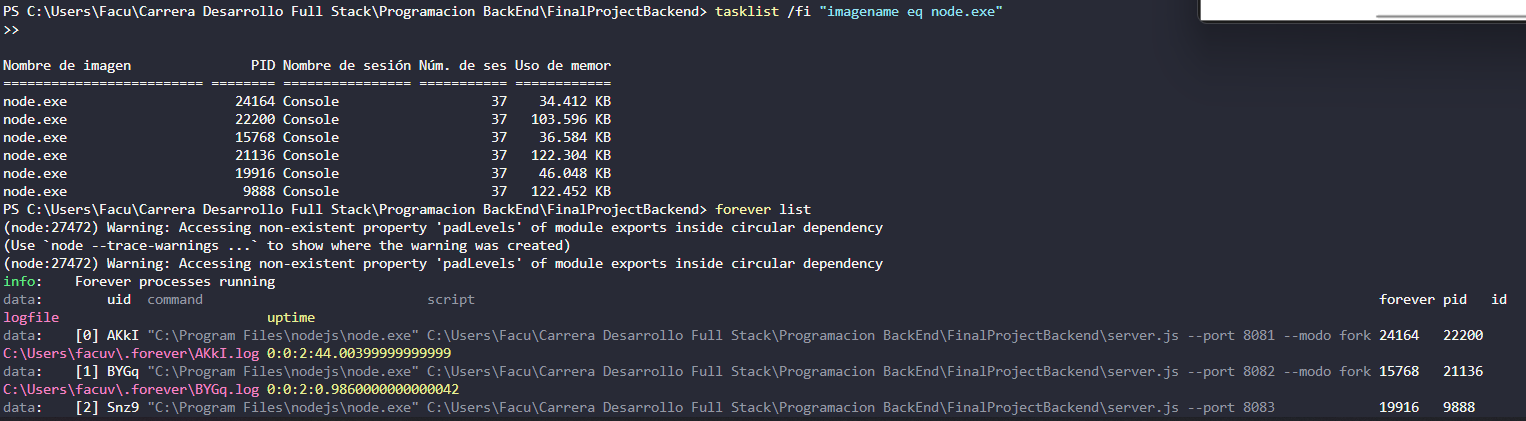 PS C:\Users\Facu\Carrera Desarrollo Full Stack\Programacion BackEnd\FinalProjectBackend> tasklist /fi "imagename eq node.exe"
>>
Nombre de imagen                     PID Nombre de sesión Núm. de ses Uso de memor
========================= ======== ================ =========== ============
node.exe                     24164 Console                   37    34.412 KB
node.exe                     22200 Console                   37   103.596 KB
node.exe                     15768 Console                   37    36.584 KB
node.exe                     21136 Console                   37   122.304 KB
node.exe                     19916 Console                   37    46.048 KB
node.exe                      9888 Console                   37   122.452 KB
PS C:\Users\Facu\Carrera Desarrollo Full Stack\Programacion BackEnd\FinalProjectBackend> forever list
(node:27472) Warning: Accessing non-existent property 'padLevels' of module exports inside circular dependency
(Use `node --trace-warnings ...` to show where the warning was created)
(node:27472) Warning: Accessing non-existent property 'padLevels' of module exports inside circular dependency
info:    Forever processes running
data:        uid  command                            script                                                                                                                 forever pid   id
logfile                          uptime
data:    [0] AKkI "C:\Program Files\nodejs\node.exe" C:\Users\Facu\Carrera Desarrollo Full Stack\Programacion BackEnd\FinalProjectBackend\server.js --port 8081 --modo fork 24164   22200
C:\Users\facuv\.forever\AKkI.log 0:0:2:44.00399999999999
data:    [1] BYGq "C:\Program Files\nodejs\node.exe" C:\Users\Facu\Carrera Desarrollo Full Stack\Programacion BackEnd\FinalProjectBackend\server.js --port 8082 --modo fork 15768   21136
C:\Users\facuv\.forever\BYGq.log 0:0:2:0.9860000000000042
data:    [2] Snz9 "C:\Program Files\nodejs\node.exe" C:\Users\Facu\Carrera Desarrollo Full Stack\Programacion BackEnd\FinalProjectBackend\server.js --port 8083             19916   9888